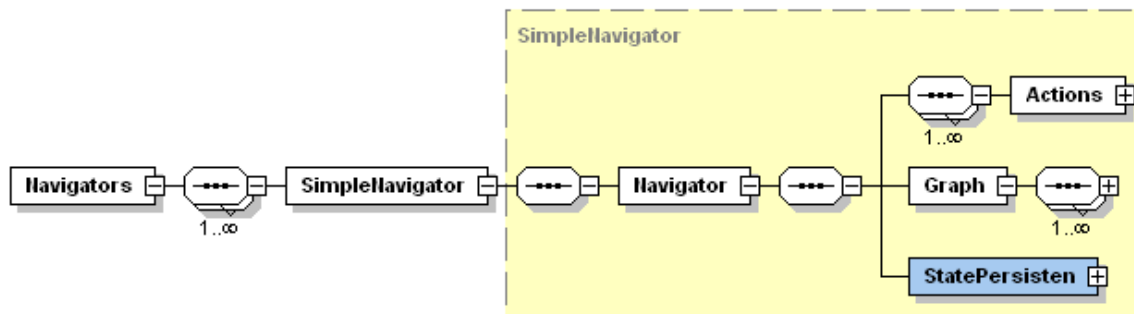 SimpleNavigator
Actions
1..∞
Navigators
SimpleNavigator
Navigator
Graph
1..∞
1..∞
StatePersisten